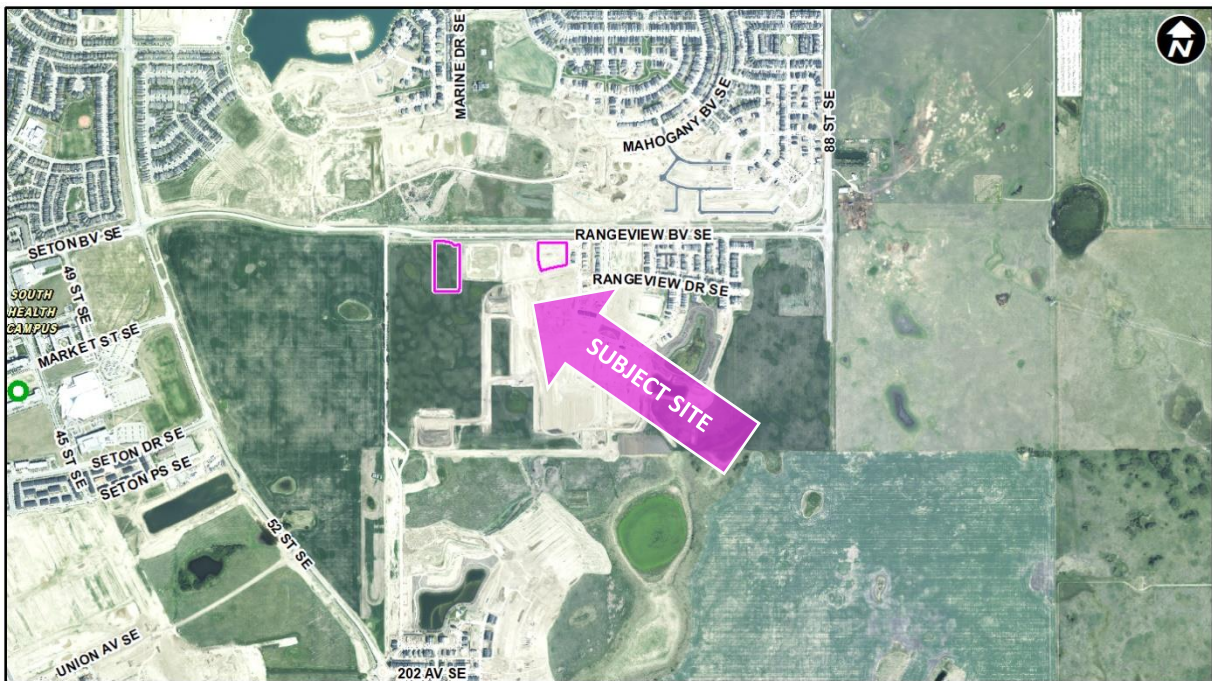 MARINE DR SE
N
MAHOGANY BV SE
88 ST SE
SETON BV SE
RANGEVIEW BV SE
49 ST SE
RANGEVIEW DR SE
SOUTH
HEALTH
CAMPUS
MARKET ST SE
SUBJECT SITE
45 ST SE
SETON DR SE
SETON PS SE
52 ST SE
UNION AV SE
202 AV SE